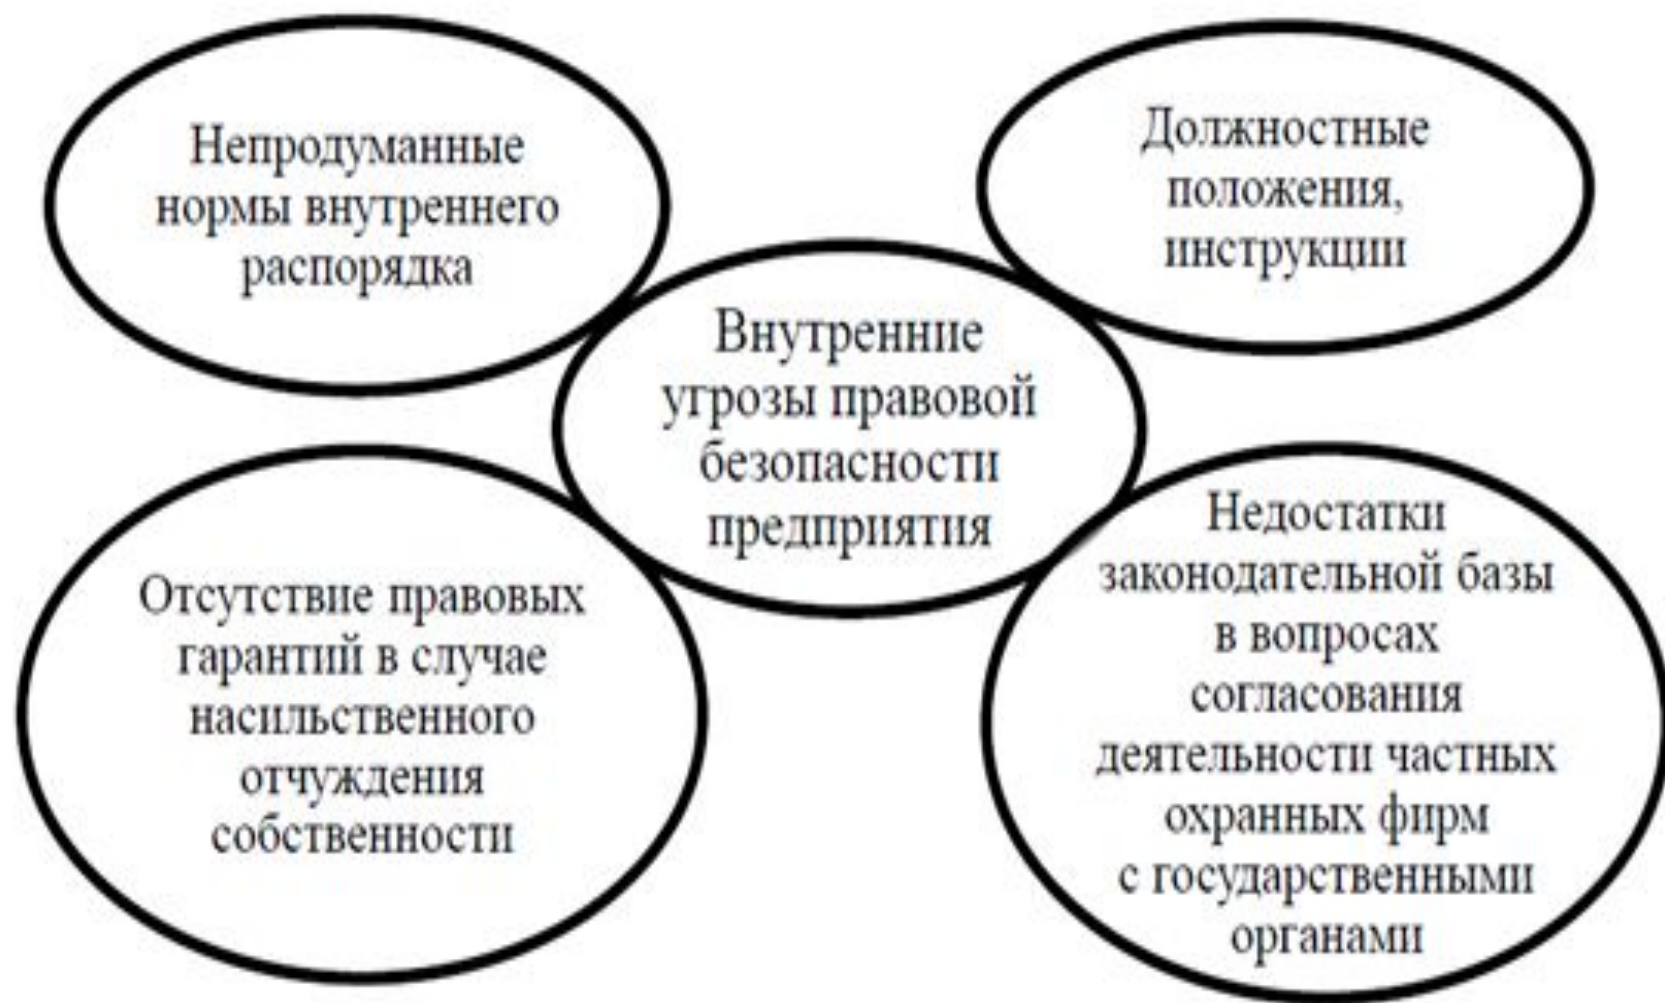 Непродуманные
нормы внутреннего
распорядка
Должностные
положения,
инструкции
Внутренние
угрозы правовой
безопасности
предприятия
Отсутствие правовых
гарантий в случае
насильственного
отчуждения
собственности
Недостатки
законодательной базы
в вопросах
согласования
деятельности частных
охранных фирм
с государственными
органами